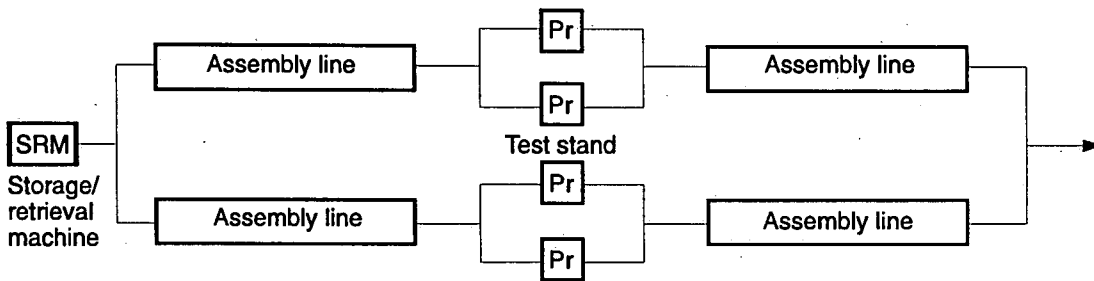 Pr
Assembly line
Assembly line
Pr
SRM
Test stand
Storage/
retrieval
machine
Pr
Assembly line
Assembly line
Pr